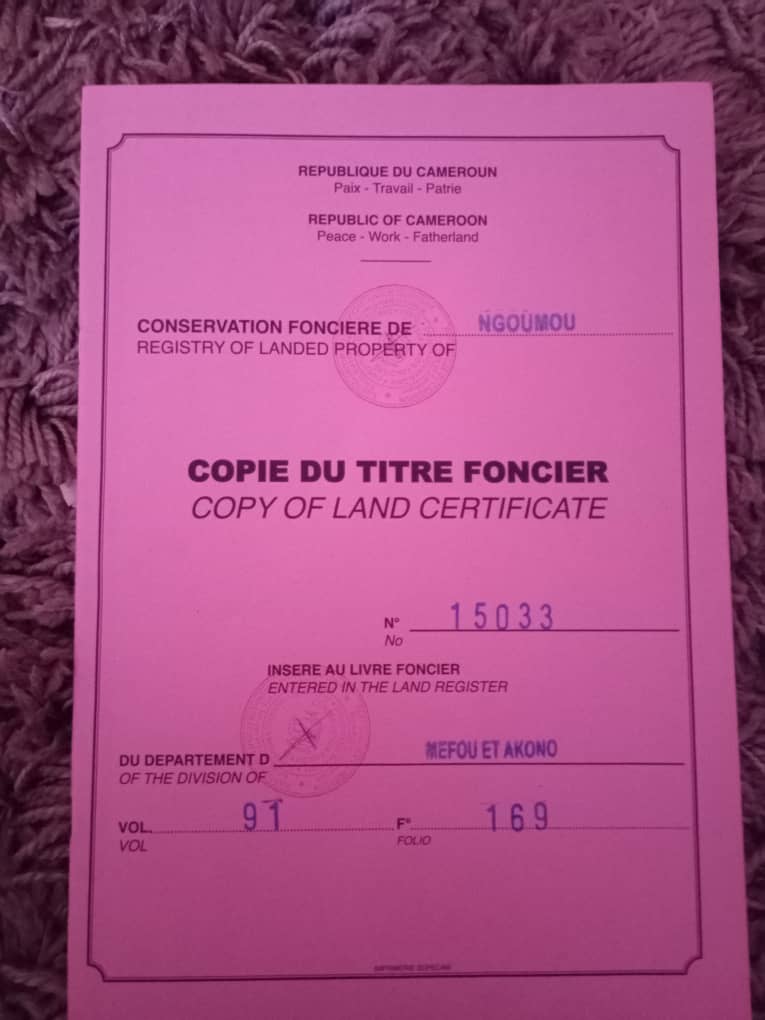 REPUBLIQUE DU CAMEROUN
Paix - Travail - Patrie
REPUBLIC OF CAMEROON
Peace - Work - Fatherland
CONSERVATION FONCIERE DE NGOUMOU
REGISTRY OF LANDED PROPERTY OF
COPIE DU TITRE FONCIER
COPY OF LAND CERTIFICATE
N° 15033
No
INSERE AU LIVRE FONCIER
ENTERED IN THE LAND REGISTER
DU DEPARTEMENT D MEFOU ET AKONO
OF THE DIVISION OF
VOL. 91 F° 169
VOL FOLIO
IMPRIMERIE